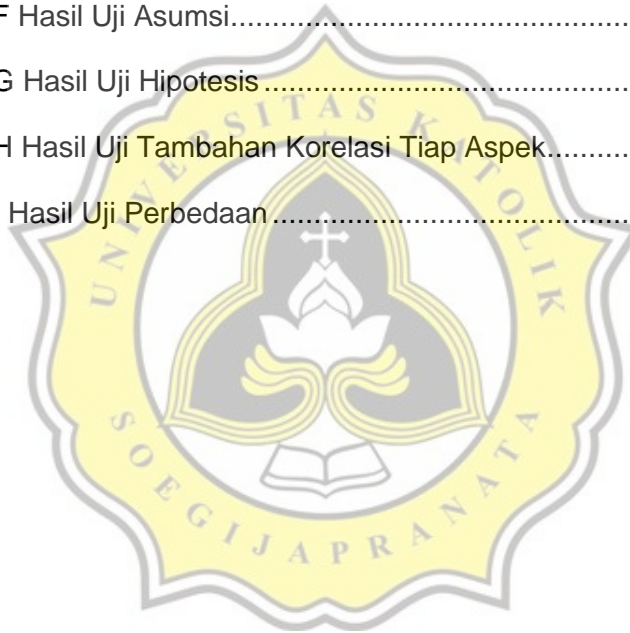 F Hasil Uji Asumsi..........................................................
G Hasil Uji Hipotesis......................................................
H Hasil Uji Tambahan Korelasi Tiap Aspek............
Hasil Uji Perbedaan.....................................................
UNIVERSITAS KATOLIK
SOEGIJAPRANATA